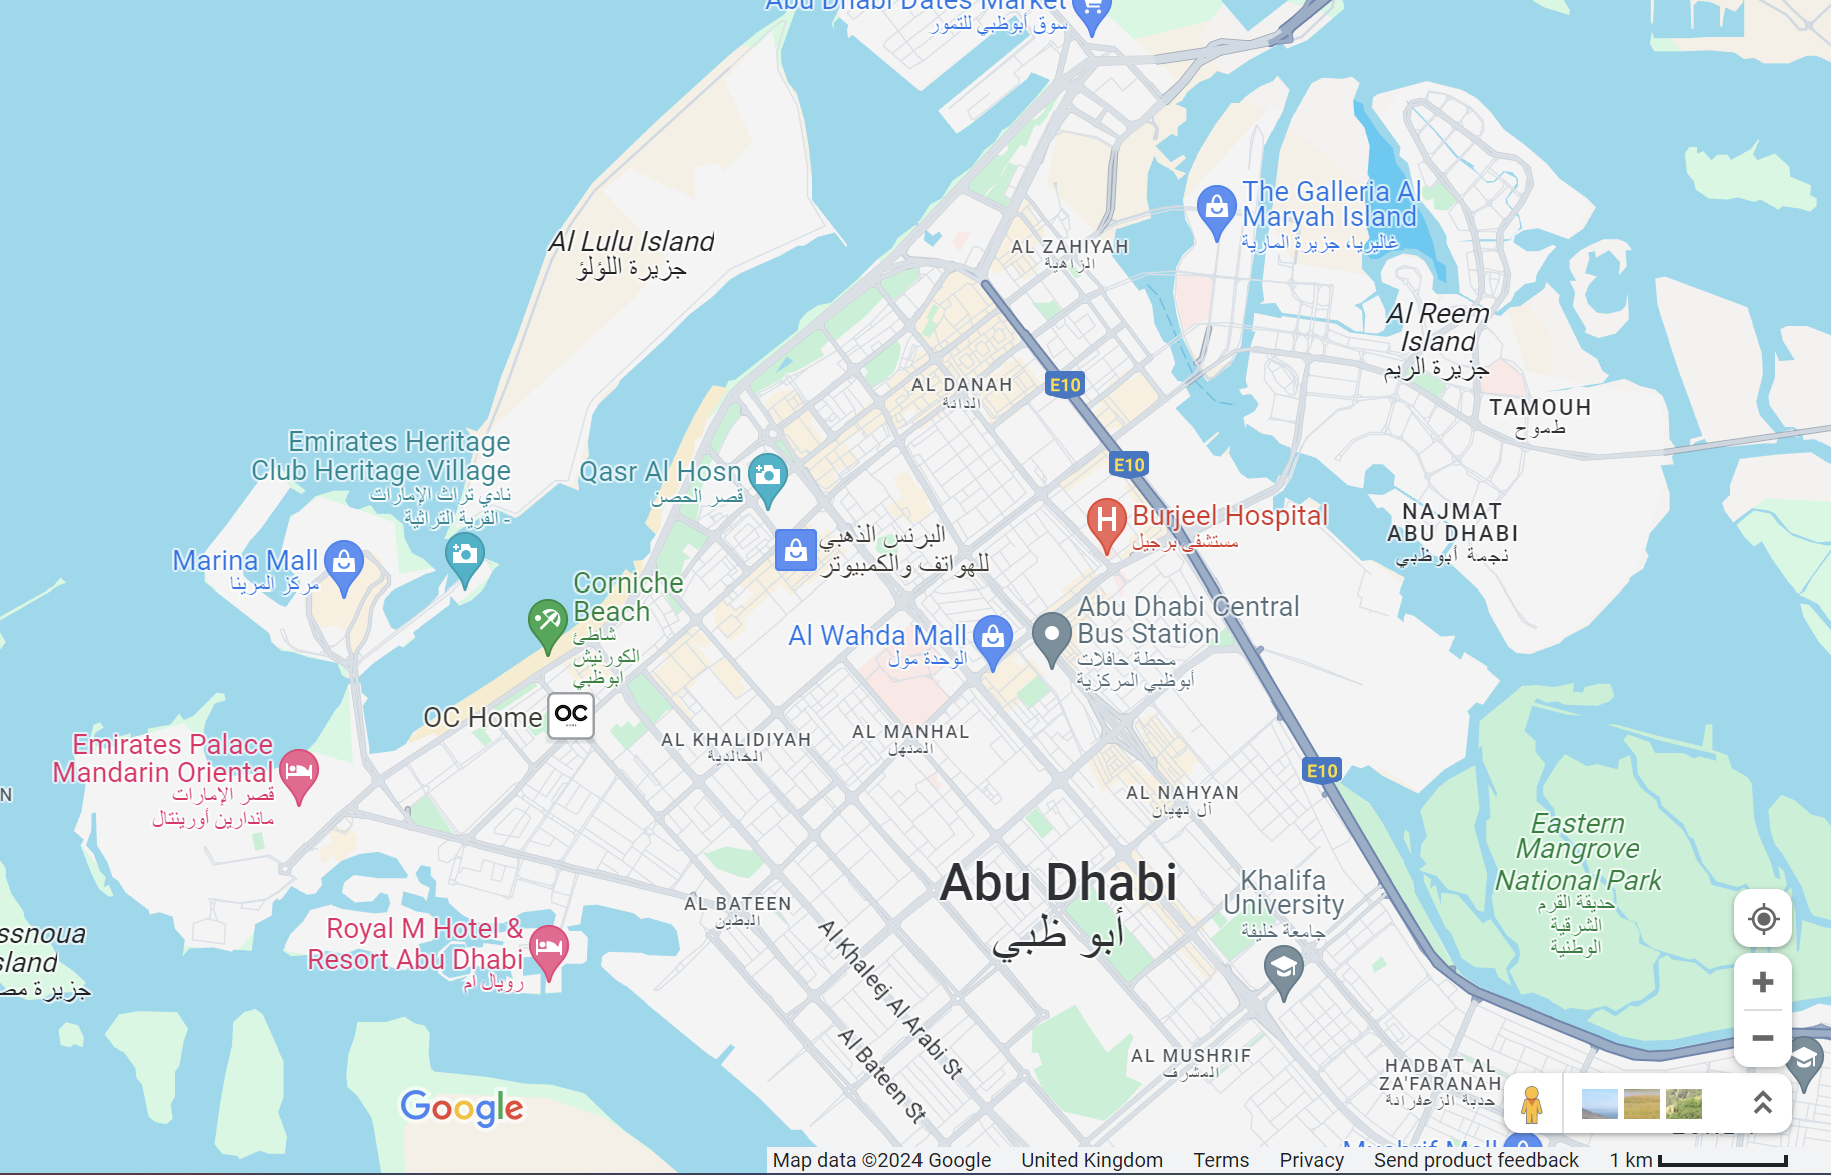 Abu Dhabi Dates Market
سوق أبوظبي للتمور
The Galleria Al
Maryah Island
غاليريا، جزيرة المارية
Al Lulu Island
جزيرة اللؤلؤ
AL ZAHIYAH
الزاهية
Al Reem
Island
جزيرة الريم
AL DANAH
الدانة
E10
TAMOUH
طموح
Emirates Heritage
Club Heritage Village
نادي تراث الإمارات
- القرية التراثية
Qasr Al Hosn
قصر الحصن
E10
Burjeel Hospital
مستشفى برجيل
NAJMAT
ABU DHABI
نجمة أبوظبي
البرنس الذهبي
للهواتف والكمبيوتر
Marina Mall
مركز المرينا
Corniche
Beach
شاطئ
الكورنيش
ابوظبي
Al Wahda Mall
الوحدة مول
Abu Dhabi Central
Bus Station
محطة حافلات
أبوظبي المركزية
OC Home
OC
AL KHALIDIYAH
الخالدية
AL MANHAL
المنهل
Emirates Palace
Mandarin Oriental
قصر الإمارات
ماندارين أورينتال
N
E10
AL NAHYAN
آل نهيان
Eastern
Mangrove
National Park
حديقة القرم
الشرقية
الوطنية
Abu Dhabi
أبو ظبي
Khalifa
University
جامعة خليفة
AL BATEEN
البطين
Royal M Hotel &
Resort Abu Dhabi
رويال ام
ssnoua
sland
جزيرة مص
Al Khaleej Al Arabi St
Al Bateen St
AL MUSHRIF
المشرف
HADBAT AL
ZA'FARANAH
حدبة الزعفرانة
Google
Mushrif Mall
Map data ©2024 Google United Kingdom Terms Privacy Send product feedback 1 km